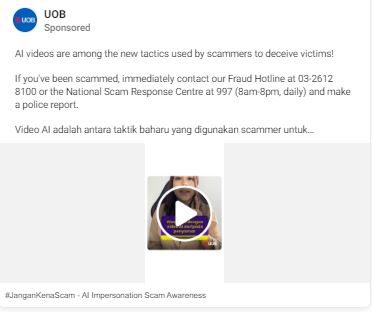 UOB
UOB
Sponsored
AI videos are among the new tactics used by scammers to deceive victims!
If you've been scammed, immediately contact our Fraud Hotline at 03-2612
8100 or the National Scam Response Centre at 997 (8am-8pm, daily) and make
a police report.
Video AI adalah antara taktik baharu yang digunakan scammer untuk...
UOB
#JanganKenaScam - AI Impersonation Scam Awareness